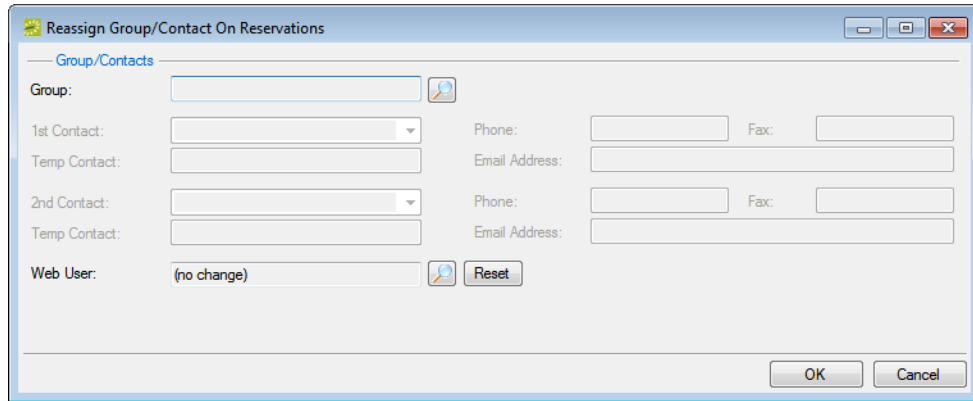 Reassign Group/Contact On Reservations
Group/Contacts
Group:
1st Contact: Phone: Fax:
Temp Contact: Email Address:
2nd Contact: Phone: Fax:
Temp Contact: Email Address:
Web User: (no change) Reset
OK Cancel